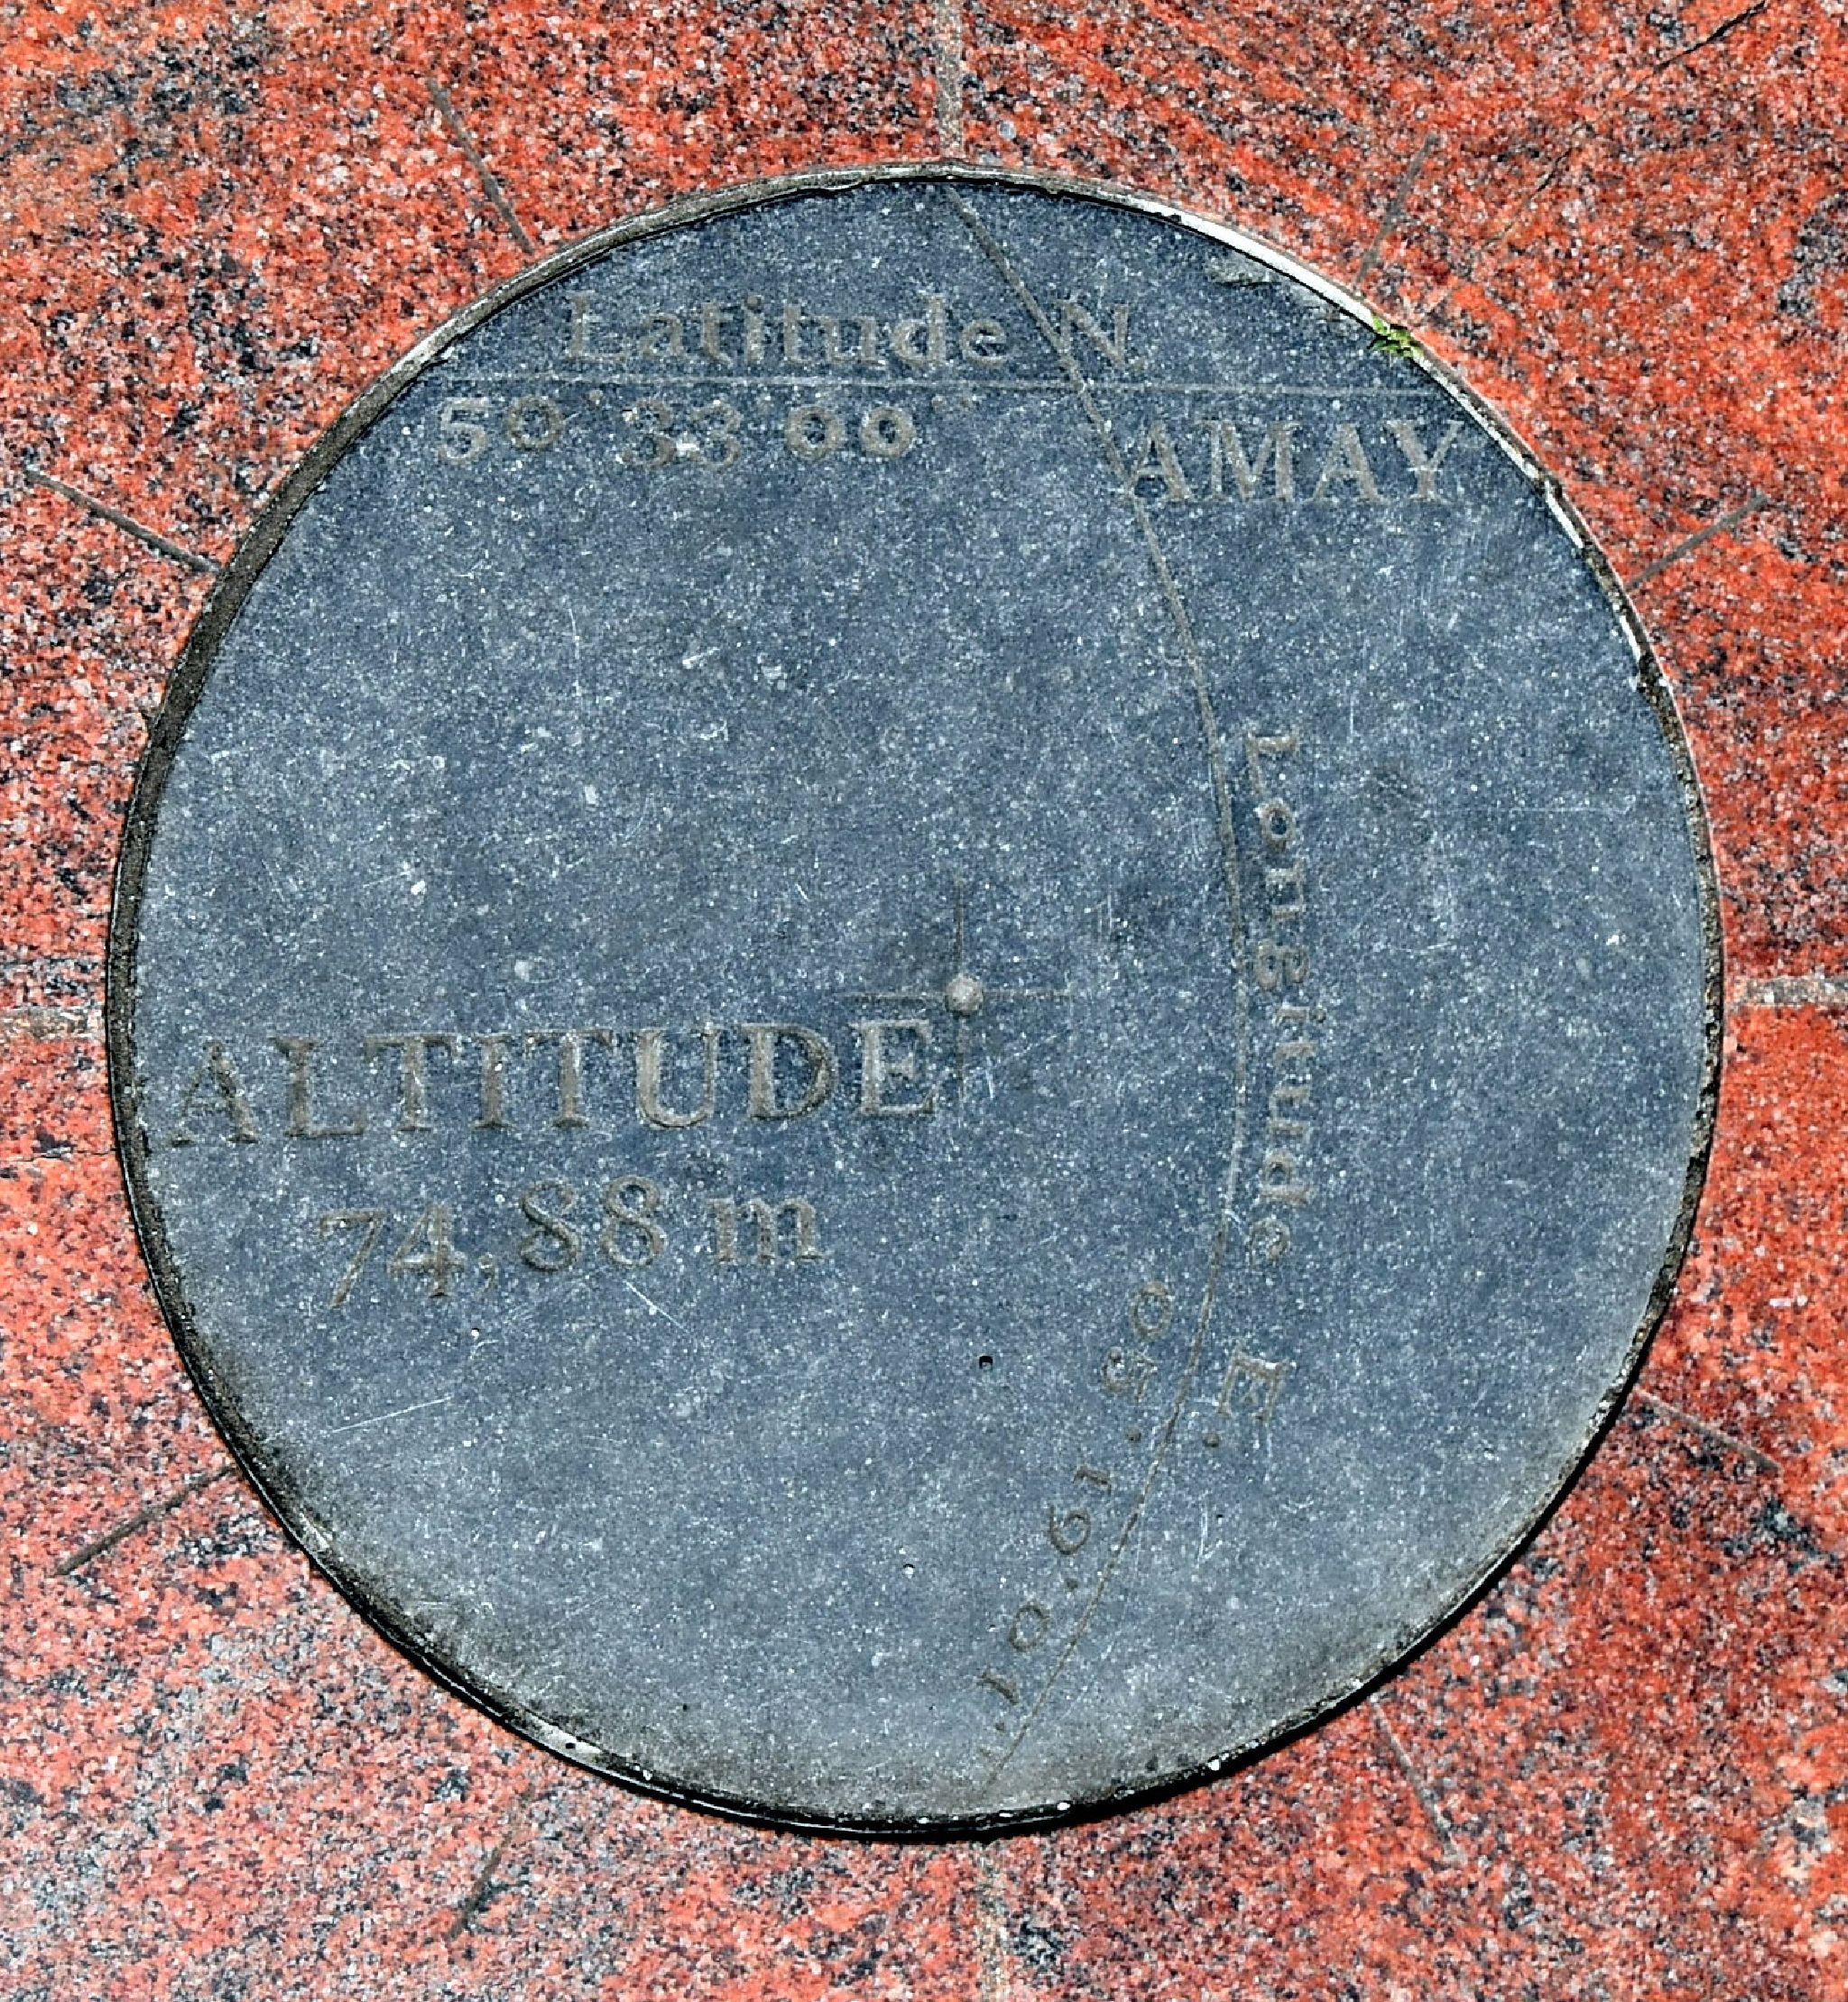 Latitude N.
50°33'00"
AMAY
Longitude E.
05°19'01"
ALTITUDE
74,88 m